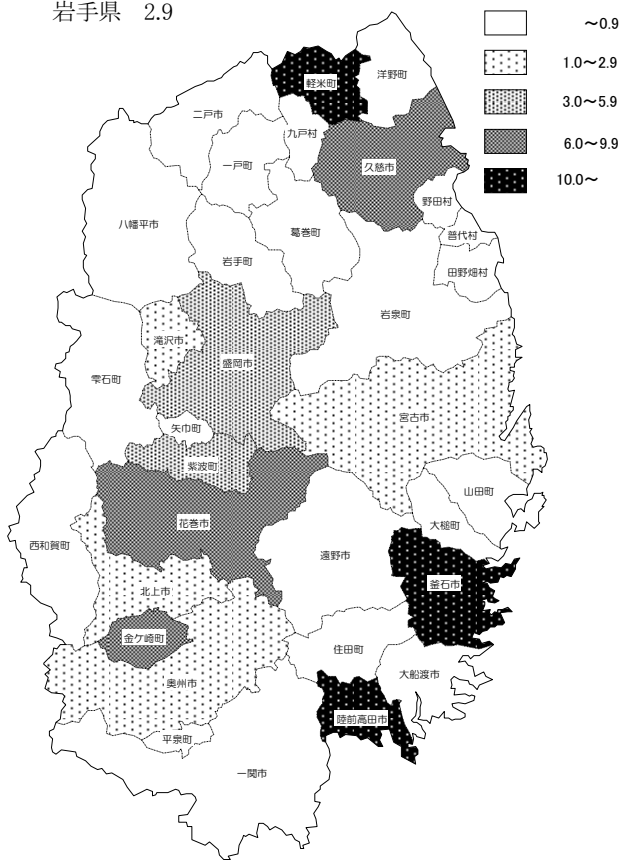 岩手県 2.9
～0.9
1.0～2.9
3.0～5.9
6.0～9.9
10.0～
洋野町
軽米町
二戸市
九戸村
一戸町
久慈市
野田村
八幡平市
葛巻町
普代村
岩手町
田野畑村
岩泉町
滝沢市
盛岡市
雫石町
宮古市
矢巾町
紫波町
山田町
花巻市
大槌町
西和賀町
遠野市
釜石市
北上市
金ケ崎町
住田町
大船渡市
奥州市
陸前高田市
平泉町
一関市